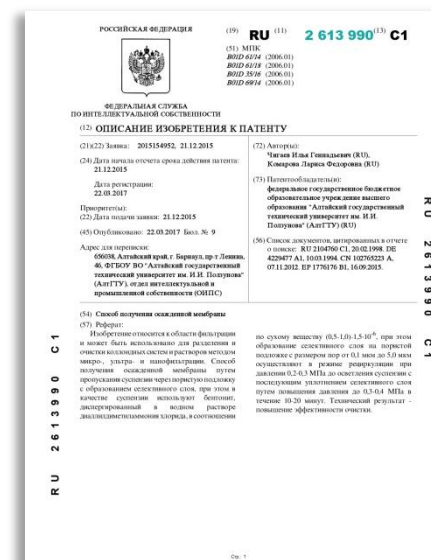 РОССИЙСКАЯ ФЕДЕРАЦИЯ
ФЕДЕРАЛЬНАЯ СЛУЖБА
ПО ИНТЕЛЛЕКТУАЛЬНОЙ СОБСТВЕННОСТИ
(19) RU (11) 2 613 990 (13) C1
(51) МПК
B01D 61/14 (2006.01)
B01D 61/18 (2006.01)
B01D 35/16 (2006.01)
B01D 69/14 (2006.01)
(12) ОПИСАНИЕ ИЗОБРЕТЕНИЯ К ПАТЕНТУ
(21)(22) Заявка: 2015154952, 21.12.2015
(24) Дата начала отсчета срока действия патента:
21.12.2015
Дата регистрации:
22.03.2017
Приоритет(ы):
(22) Дата подачи заявки: 21.12.2015
(45) Опубликовано: 22.03.2017 Бюл. № 9
Адрес для переписки:
656038, Алтайский край, г. Барнаул, пр-т Ленина,
46, ФГБОУ ВО "Алтайский государственный
технический университет им. И.И. Ползунова"
(АлтГТУ), отдел интеллектуальной и
промышленной собственности (ОИПС)
(72) Автор(ы):
Чигаев Илья Геннадьевич (RU),
Комарова Лариса Федоровна (RU)
(73) Патентообладатель(и):
федеральное государственное бюджетное
образовательное учреждение высшего
образования "Алтайский государственный
технический университет им. И.И.
Ползунова" (АлтГТУ) (RU)
(56) Список документов, цитированных в отчете
о поиске: RU 2104760 C1, 20.02.1998. DE
4229477 A1, 10.03.1994. CN 102765223 A,
07.11.2012. EP 1776176 B1, 16.09.2015.
(54) Способ получения осажденной мембраны
(57) Реферат:
Изобретение относится к области фильтрации
и может быть использовано для разделения и
очистки коллоидных систем и растворов методом
микро-, ультра- и нанофильтрации. Способ
получения осажденной мембраны путем
пропускания суспензии через пористую подложку
с образованием селективного слоя, при этом в
качестве суспензии используют бентонит,
диспергированный в водном растворе
диаллилдиметиламмония хлорида, в соотношении
по сухому веществу (0,5-1,0)-1,5·10⁻⁶, при этом
образование селективного слоя на пористой
подложке с размером пор от 0,1 мкм до 5,0 мкм
осуществляют в режиме рециркуляции при
давлении 0,2-0,3 МПа до осветления суспензии с
последующим уплотнением селективного слоя
путем повышения давления до 0,3-0,4 МПа в
течение 10-20 минут. Технический результат -
повышение эффективности очистки.
RU 2613990 C1
RU 2613990 C1
Стр.: 1